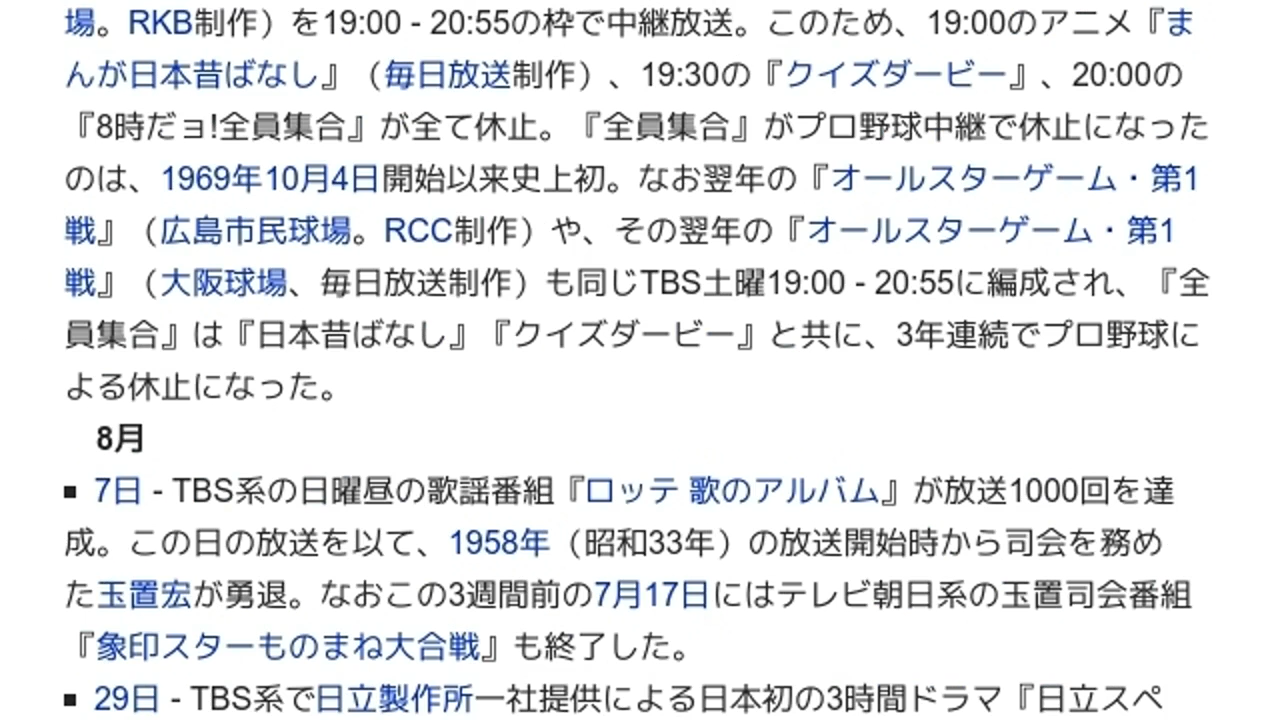 場。RKB制作）を19:00 - 20:55の枠で中継放送。このため、19:00のアニメ『ま
んが日本昔ばなし』（毎日放送制作）、19:30の『クイズダービー』、20:00の
『8時だョ!全員集合』が全て休止。『全員集合』がプロ野球中継で休止になった
のは、1969年10月4日開始以来史上初。なお翌年の『オールスターゲーム・第1
戦』（広島市民球場。RCC制作）や、その翌年の『オールスターゲーム・第1
戦』（大阪球場、毎日放送制作）も同じTBS土曜19:00 - 20:55に編成され、『全
員集合』は『日本昔ばなし』『クイズダービー』と共に、3年連続でプロ野球に
よる休止になった。
8月
▪ 7日 - TBS系の日曜昼の歌謡番組『ロッテ 歌のアルバム』が放送1000回を達
成。この日の放送を以て、1958年（昭和33年）の放送開始時から司会を務め
た玉置宏が勇退。なおこの3週間前の7月17日にはテレビ朝日系の玉置司会番組
『象印スターものまね大合戦』も終了した。
▪ 29日 - TBS系で日立製作所一社提供による日本初の3時間ドラマ『日立スペ